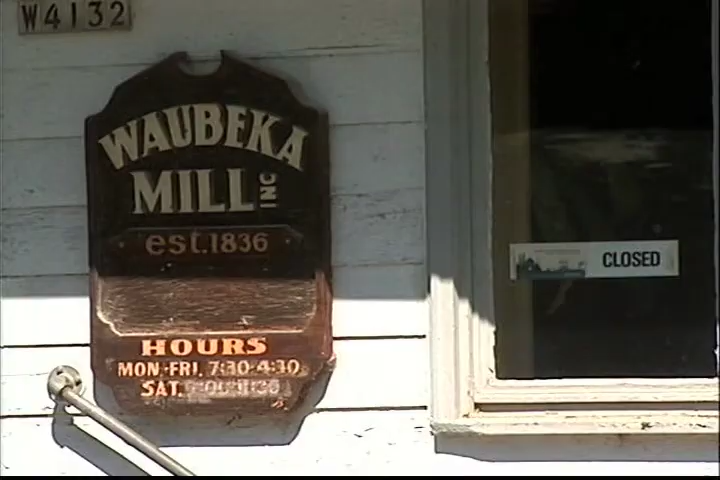 W4132
WAUBEKA
MILL INC
est. 1836
HOURS
MON-FRI. 7:30-4:30
SAT.
CLOSED